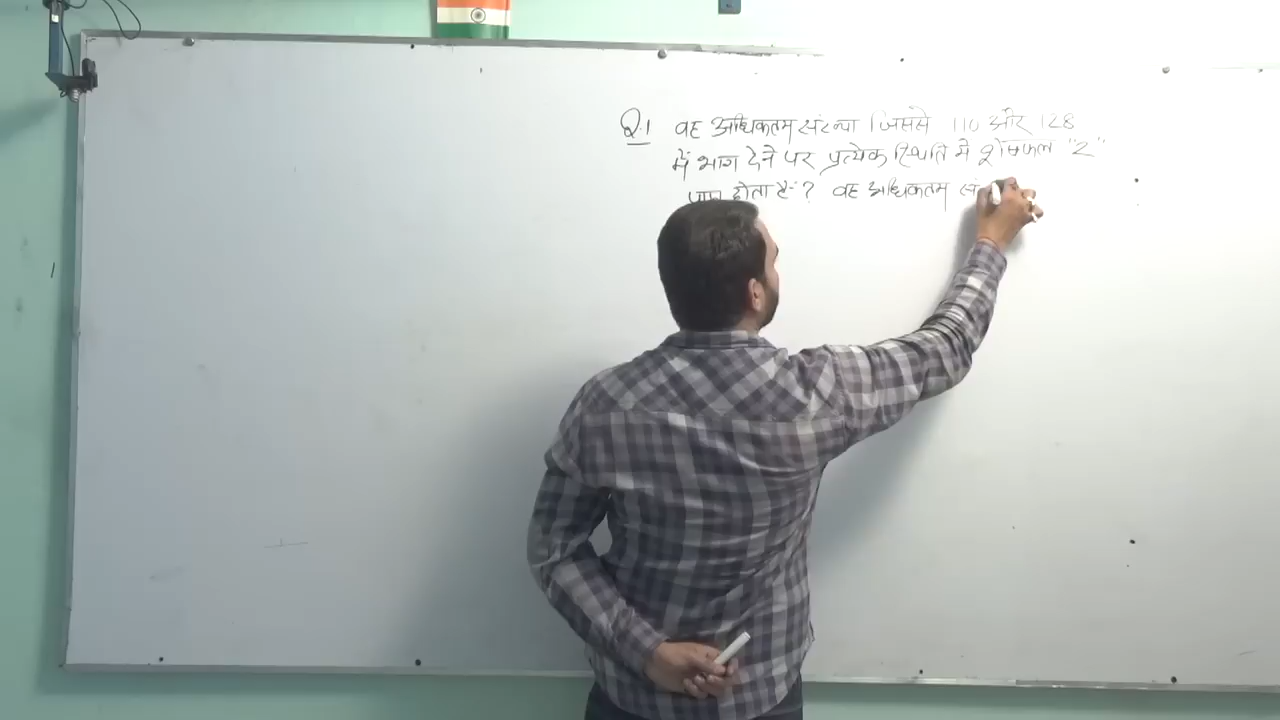 Q.1 वह अधिकतम संख्या जिससे 110 और 128
में भाग देने पर प्रत्येक स्थिति में शेषफल "2"
होता है? वह अधिकतम